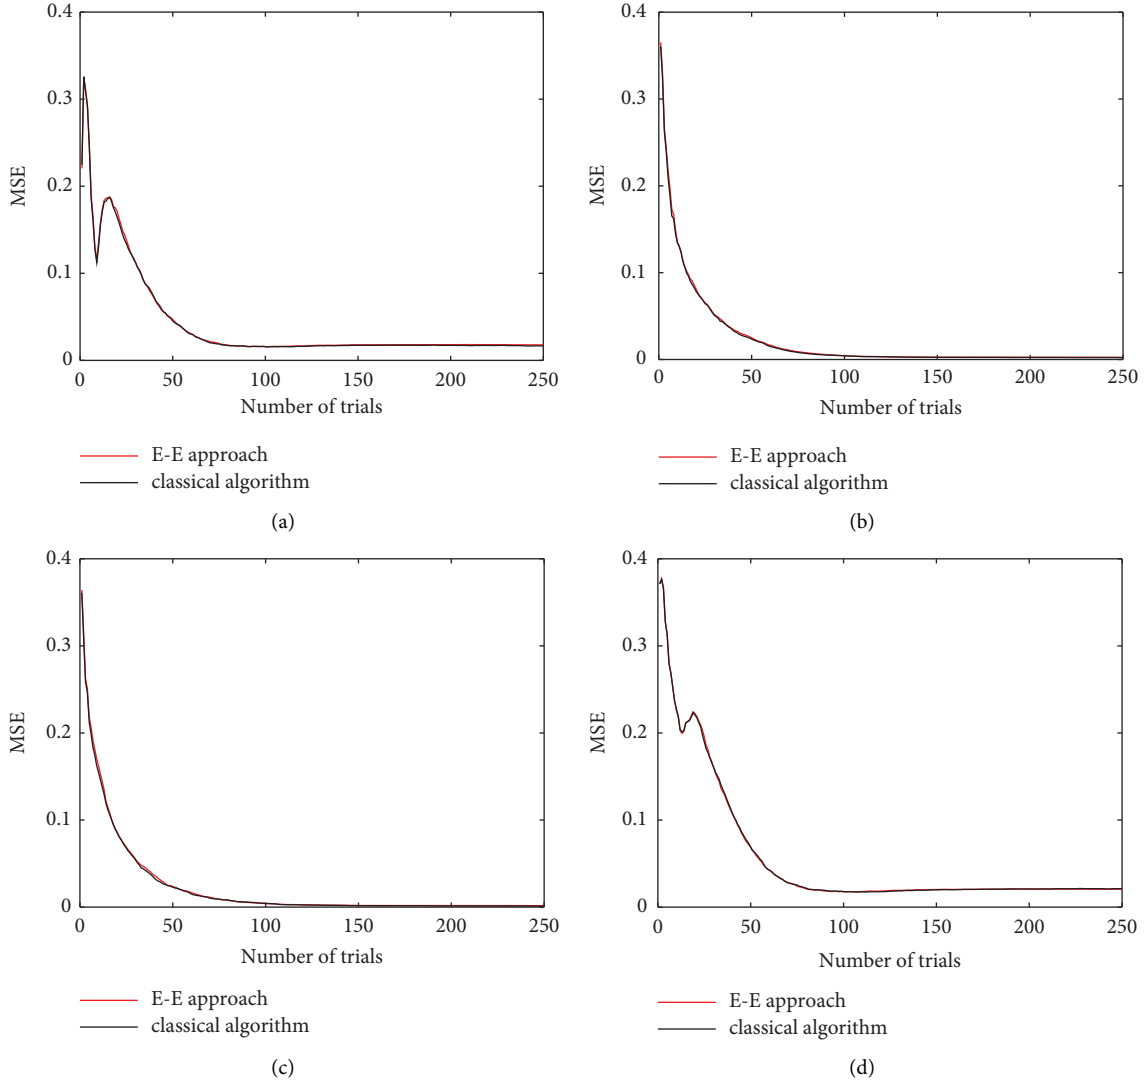 0.4
0.3
0.2
0.1
0
MSE
0 50 100 150 200 250
Number of trials
E-E approach
classical algorithm
(a)
0.4
0.3
0.2
0.1
0
MSE
0 50 100 150 200 250
Number of trials
E-E approach
classical algorithm
(b)
0.4
0.3
0.2
0.1
0
MSE
0 50 100 150 200 250
Number of trials
E-E approach
classical algorithm
(c)
0.4
0.3
0.2
0.1
0
MSE
0 50 100 150 200 250
Number of trials
E-E approach
classical algorithm
(d)